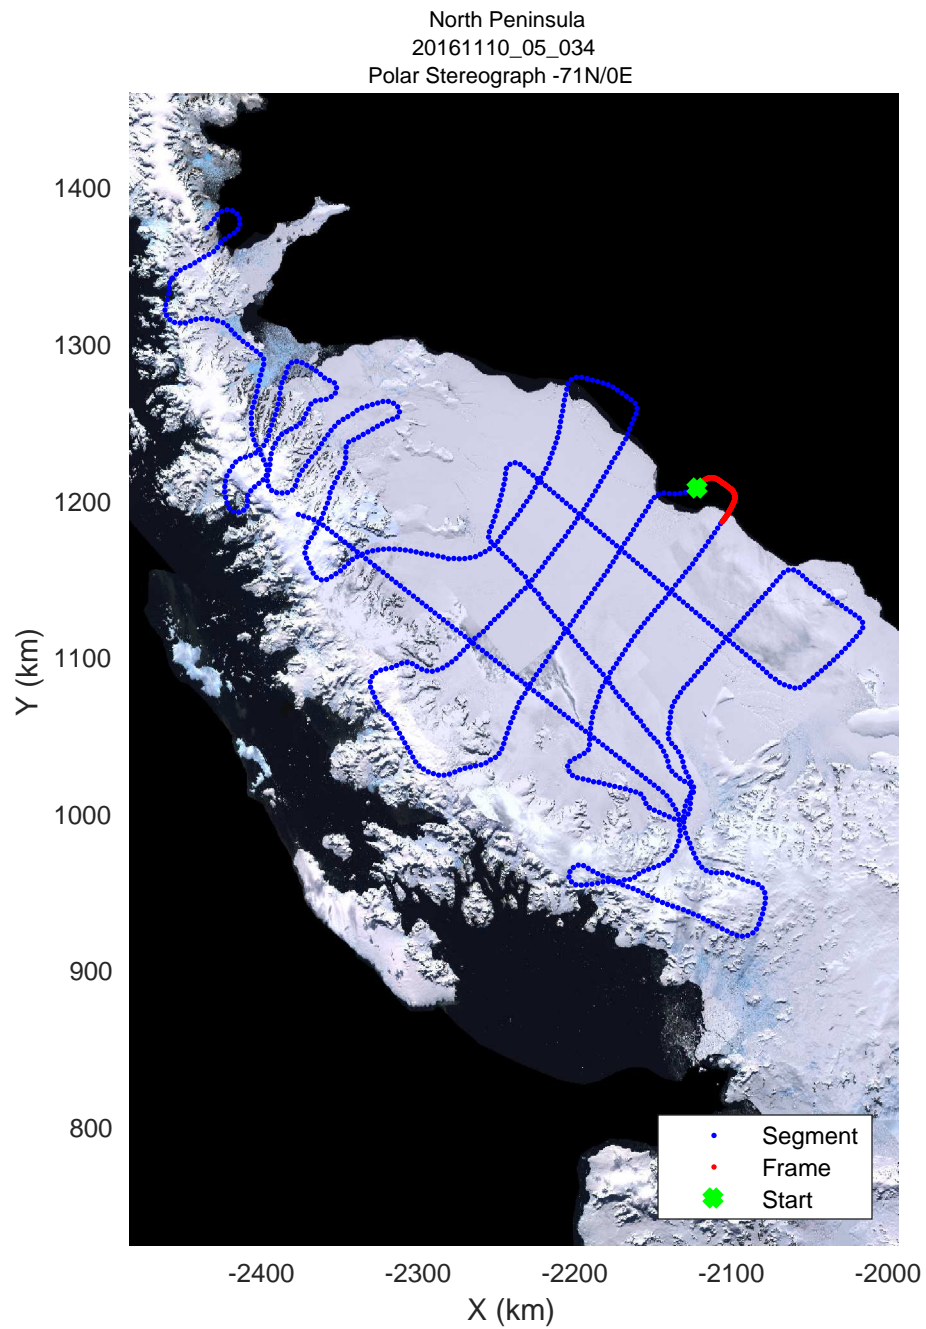 North Peninsula
20161110_05_034
Polar Stereograph -71N/0E
1400
1300
1200
1100
1000
900
800
Y (km)
Segment
Frame
Start
-2400
-2300
-2200
-2100
-2000
X (km)